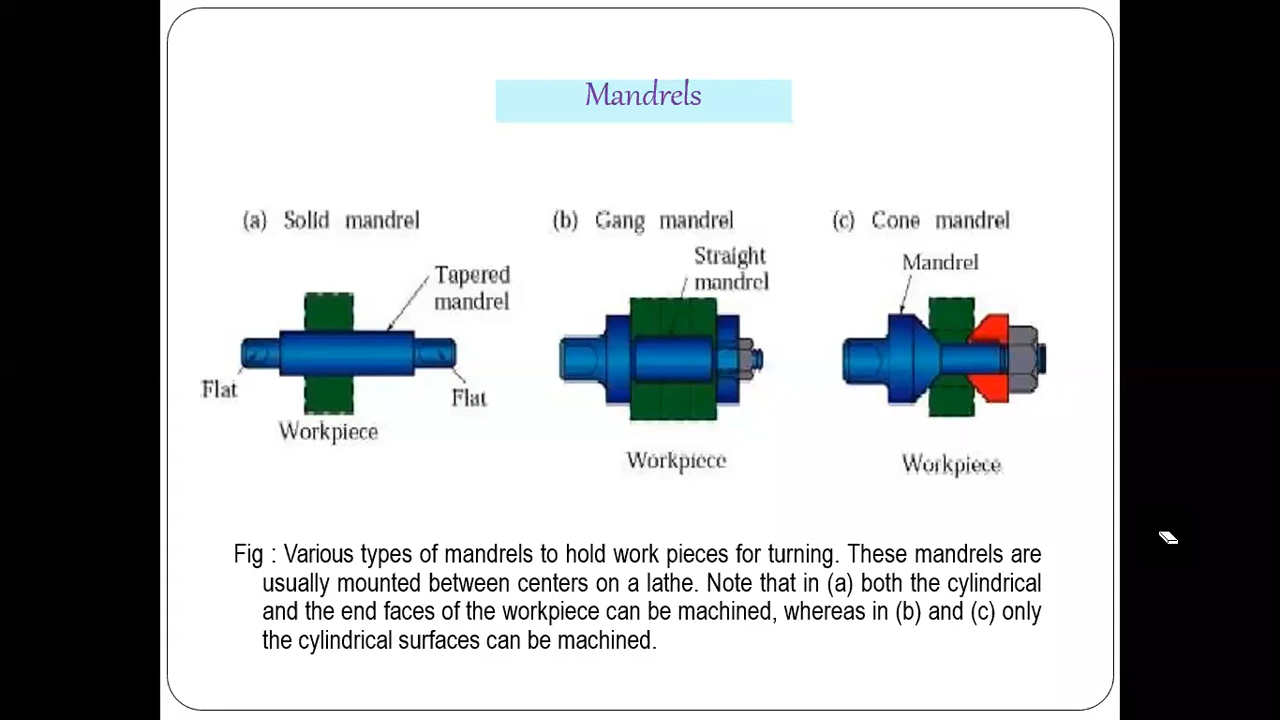 Mandrels
(a) Solid mandrel
(b) Gang mandrel
(c) Cone mandrel
Tapered
mandrel
Flat
Flat
Workpiece
Straight
mandrel
Workpiece
Mandrel
Workpiece
Fig : Various types of mandrels to hold work pieces for turning. These mandrels are
usually mounted between centers on a lathe. Note that in (a) both the cylindrical
and the end faces of the workpiece can be machined, whereas in (b) and (c) only
the cylindrical surfaces can be machined.